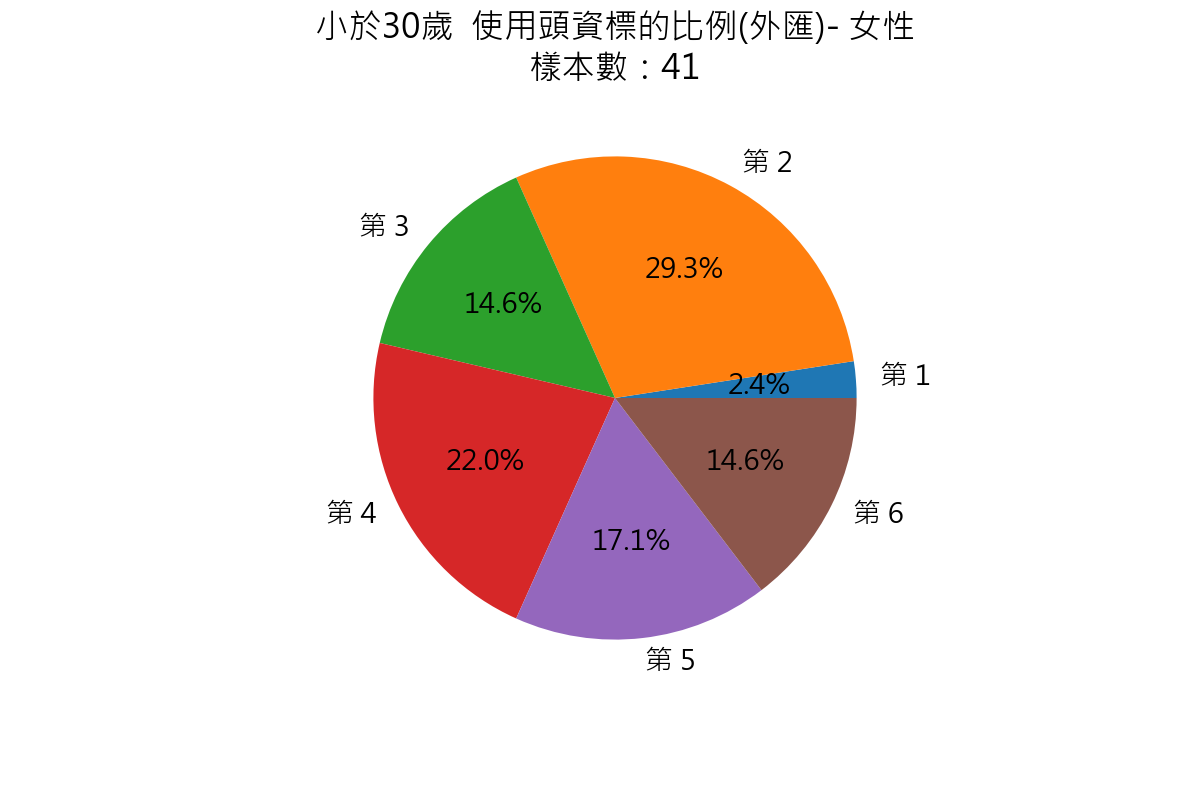 小於30歲  使用頭資標的比例(外匯)- 女性
樣本數：41
第 2
第 3
29.3%
14.6%
第 1
2.4%
22.0%
14.6%
第 4
第 6
17.1%
第 5